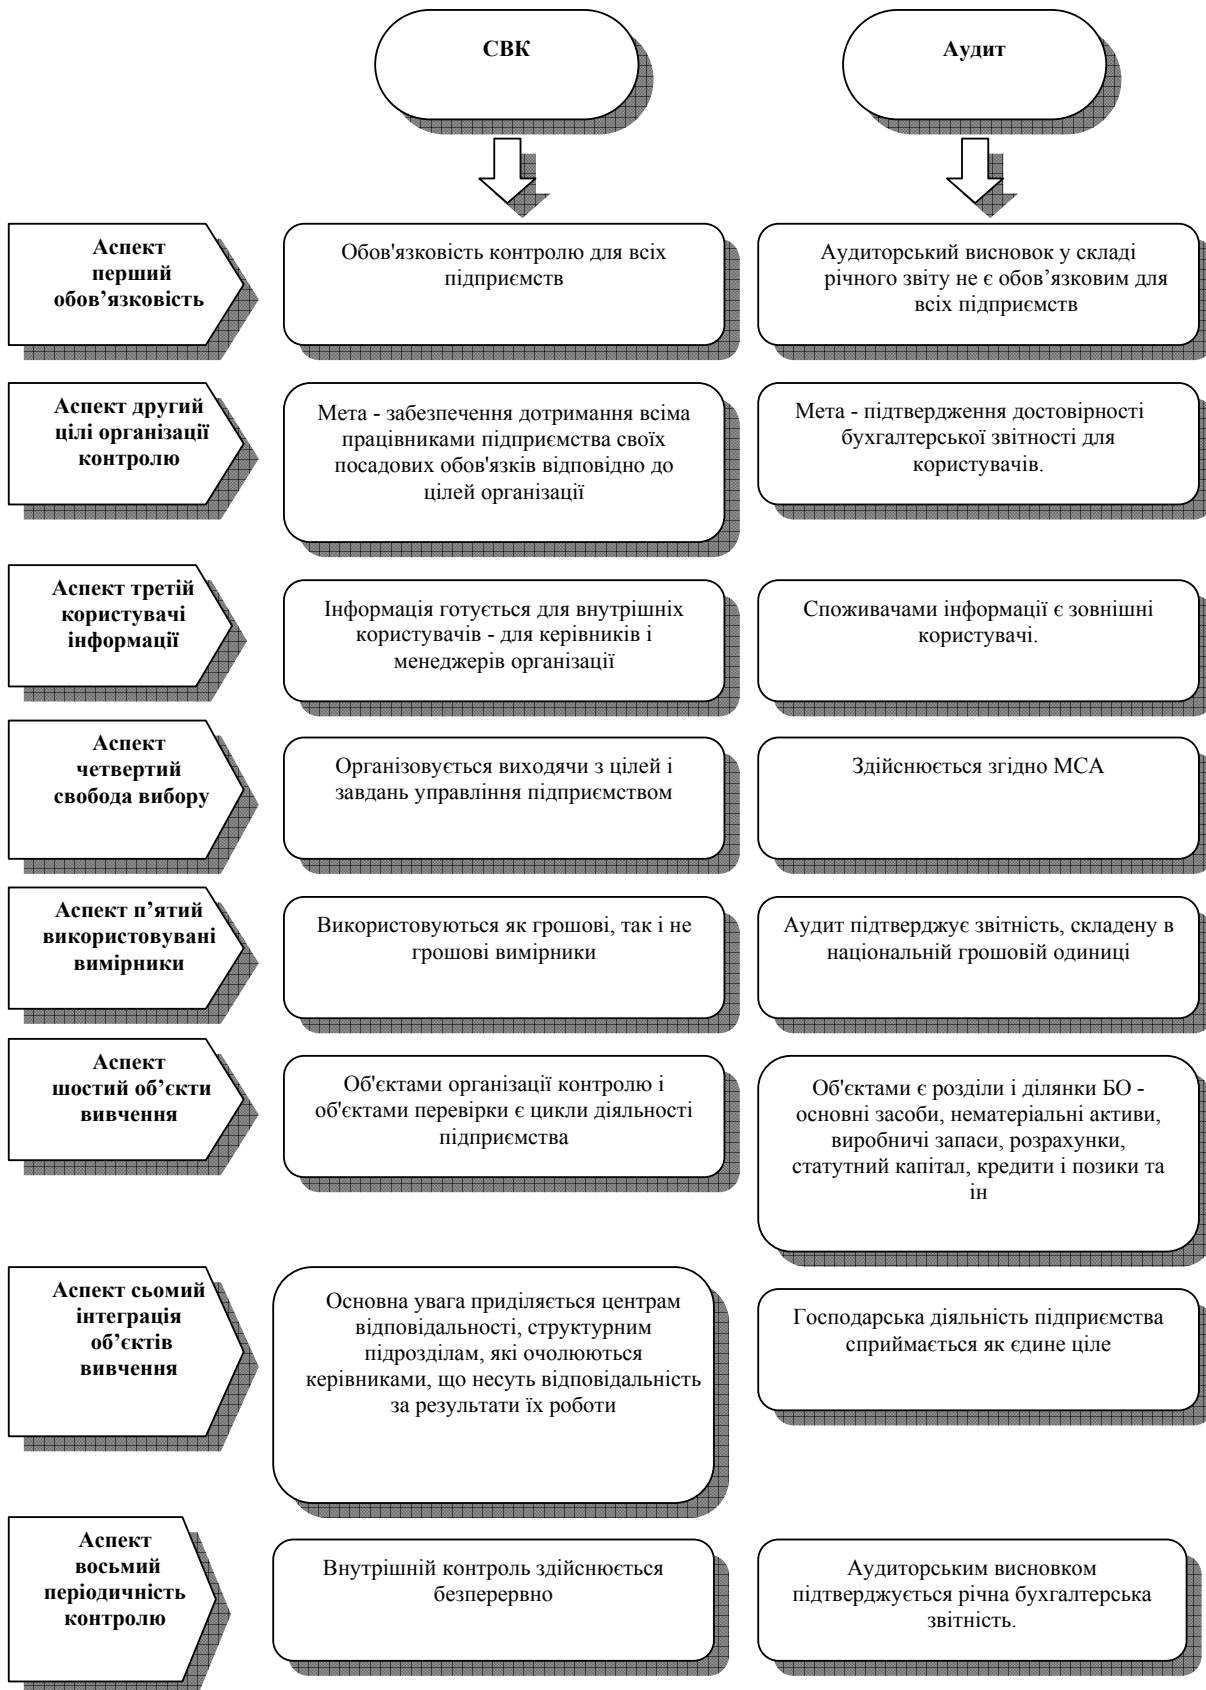 СВК
Аудит
Аспект
перший
обов’язковість
Обов'язковість контролю для всіх
підприємств
Аудиторський висновок у складі
річного звіту не є обов’язковим для
всіх підприємств
Аспект другий
цілі організації
контролю
Мета - забезпечення дотримання всіма
працівниками підприємства своїх
посадових обов'язків відповідно до
цілей організації
Мета - підтвердження достовірності
бухгалтерської звітності для
користувачів.
Аспект третій
користувачі
інформації
Інформація готується для внутрішніх
користувачів - для керівників і
менеджерів організації
Споживачами інформації є зовнішні
користувачі.
Аспект
четвертий
свобода вибору
Організовується виходячи з цілей і
завдань управління підприємством
Здійснюється згідно МСА
Аспект п’ятий
використовувані
вимірники
Використовуються як грошові, так і не
грошові вимірники
Аудит підтверджує звітність, складену в
національній грошовій одиниці
Аспект
шостий об’єкти
вивчення
Об'єктами організації контролю і
об'єктами перевірки є цикли діяльності
підприємства
Об'єктами є розділи і ділянки БО -
основні засоби, нематеріальні активи,
виробничі запаси, розрахунки,
статутний капітал, кредити і позики та
ін
Аспект сьомий
інтеграція
об’єктів
вивчення
Основна увага приділяється центрам
відповідальності, структурним
підрозділам, які очолюються
керівниками, що несуть відповідальність
за результати їх роботи
Господарська діяльність підприємства
сприймається як єдине ціле
Аспект
восьмий
періодичність
контролю
Внутрішній контроль здійснюється
безперервно
Аудиторським висновком
підтверджується річна бухгалтерська
звітність.